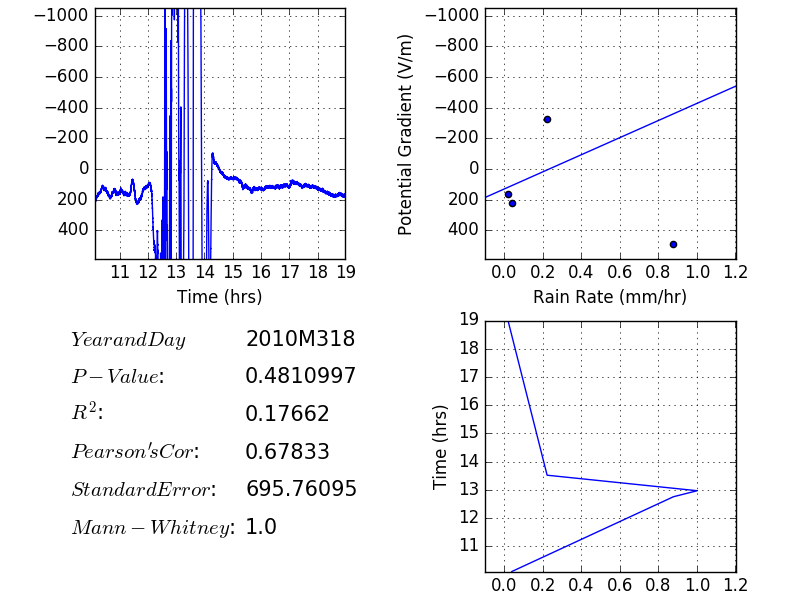 −1000
−800
−600
−400
−200
0
200
400
11 12 13 14 15 16 17 18 19
Time (hrs)
−1000
−800
−600
−400
−200
0
200
400
Potential Gradient (V/m)
0.0 0.2 0.4 0.6 0.8 1.0 1.2
Rain Rate (mm/hr)
YearandDay 2010M318
P−Value: 0.4810997
R²: 0.17662
Pearson'sCor: 0.67833
StandardError: 695.76095
Mann−Whitney: 1.0
19
18
17
16
15
14
13
12
11
Time (hrs)
0.0 0.2 0.4 0.6 0.8 1.0 1.2